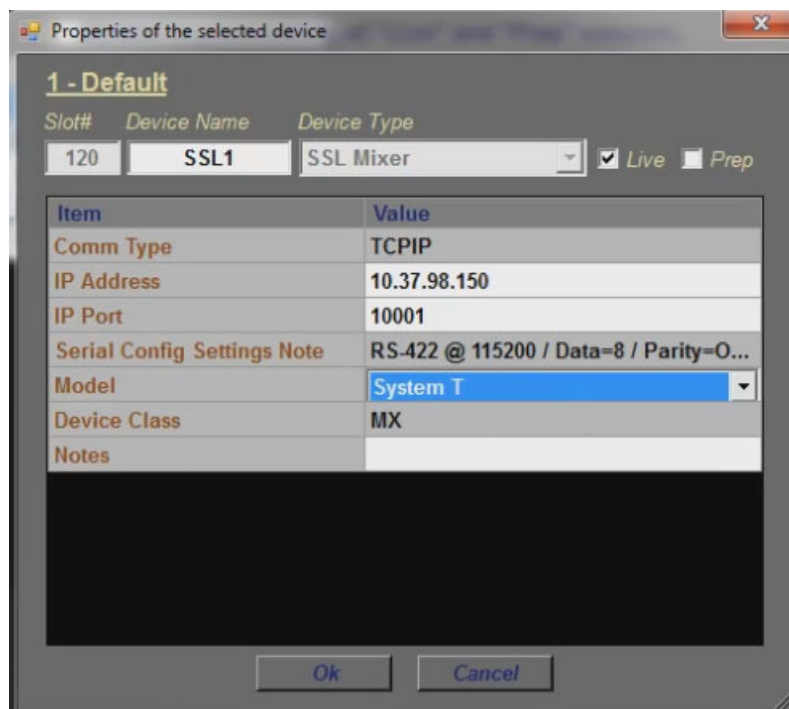 Properties of the selected device
1 - Default
Slot# Device Name Device Type
120 SSL1 SSL Mixer Live Prep
Item Value
Comm Type TCPIP
IP Address 10.37.98.150
IP Port 10001
Serial Config Settings Note RS-422 @ 115200 / Data=8 / Parity=O...
Model System T
Device Class MX
Notes
Ok Cancel